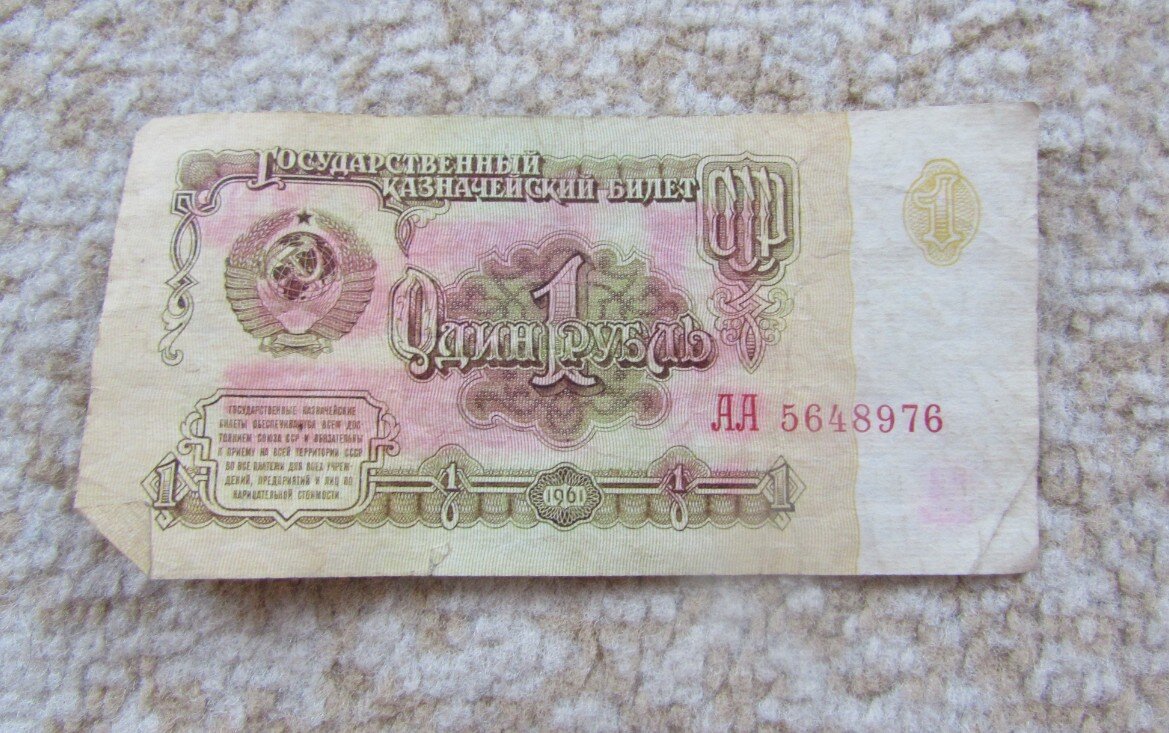 Государственный
казначейский билет
1
1
Один рубль
АА 5648976
ГОСУДАРСТВЕННЫЕ КАЗНАЧЕЙСКИЕ
БИЛЕТЫ ОБЕСПЕЧИВАЮТСЯ ВСЕМ ДОС-
ТОЯНИЕМ СОЮЗА ССР И ОБЯЗАТЕЛЬНЫ
К ПРИЕМУ НА ВСЕЙ ТЕРРИТОРИИ СССР
ВО ВСЕ ПЛАТЕЖИ ДЛЯ ВСЕХ УЧРЕЖ-
ДЕНИЙ, ПРЕДПРИЯТИЙ И ЛИЦ ПО
НАРИЦАТЕЛЬНОЙ СТОИМОСТИ.
1 1 1961 1 1